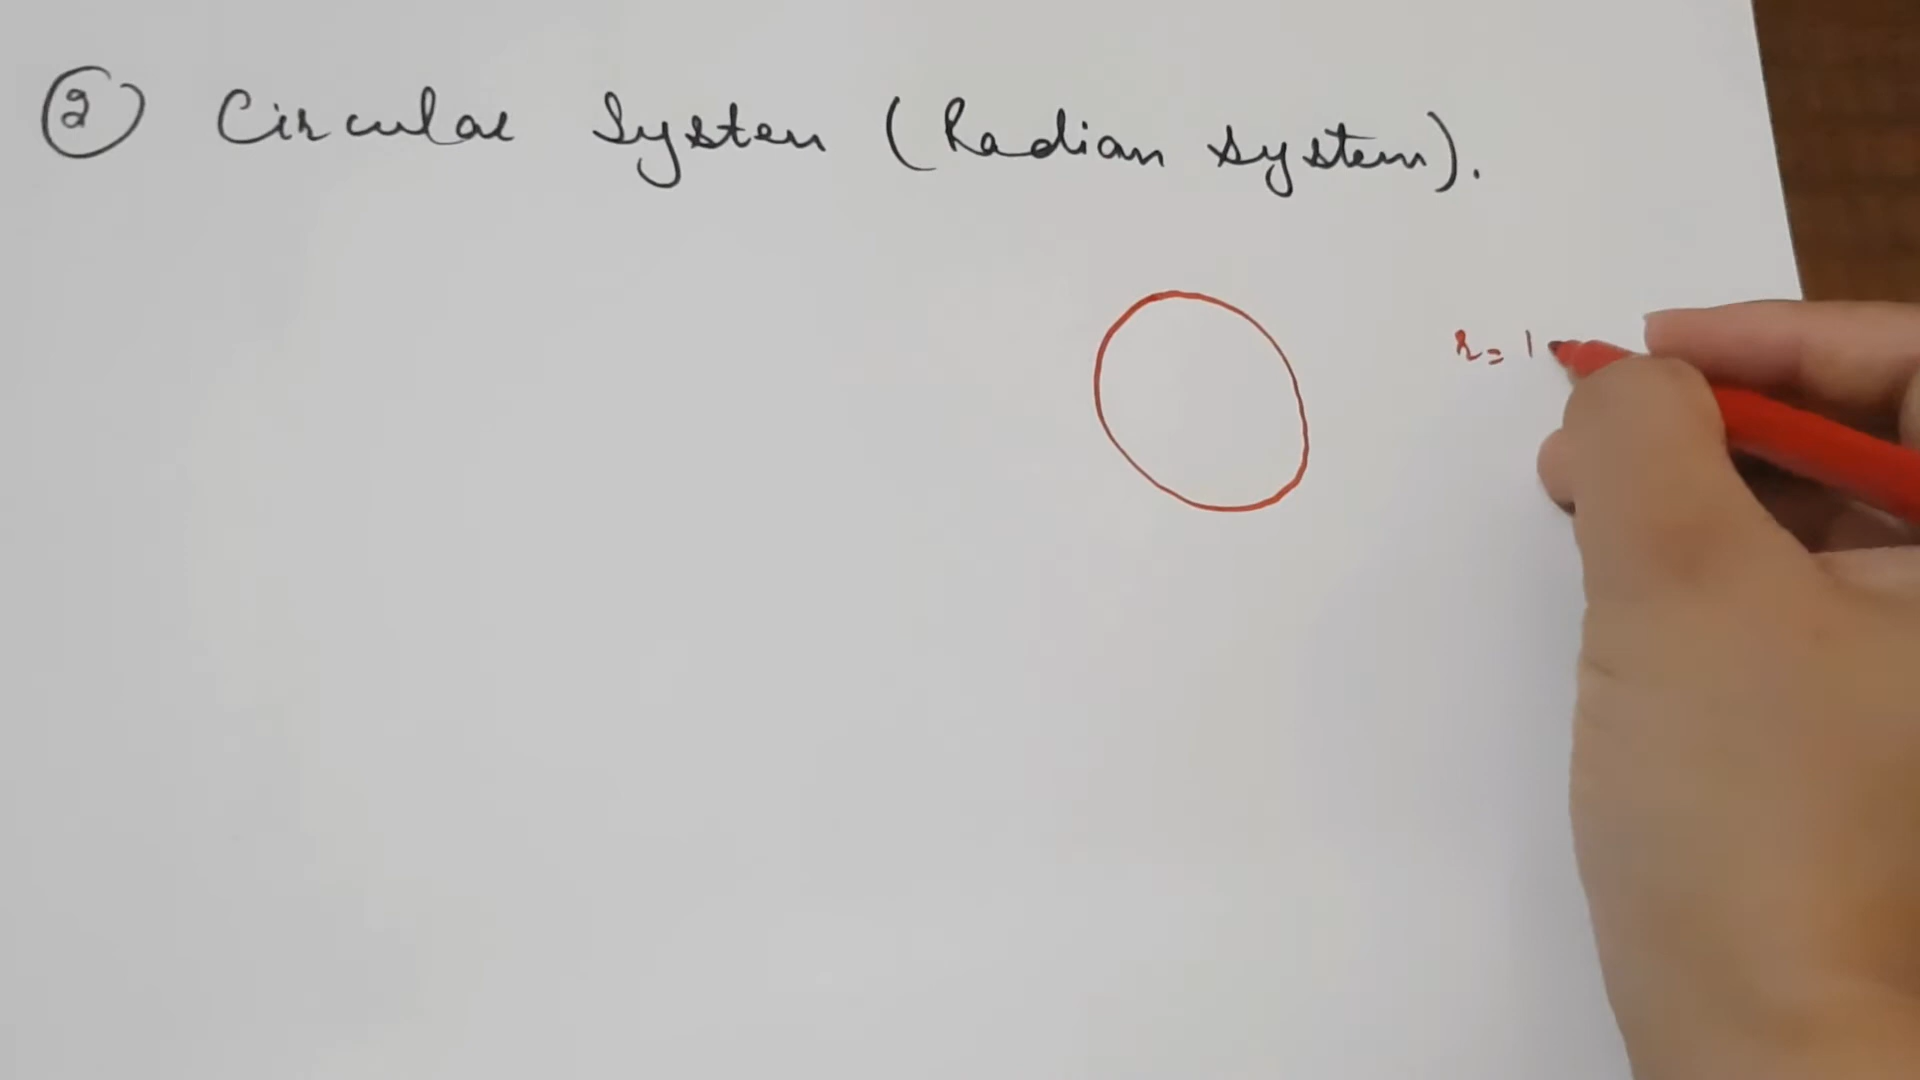 ② Circular System (Radian System).
r = 1